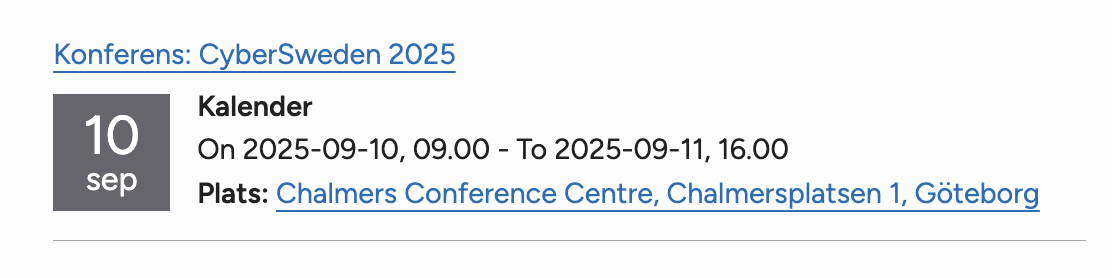 Konferens: CyberSweden 2025
10
sep
Kalender
On 2025-09-10, 09.00 - To 2025-09-11, 16.00
Plats: Chalmers Conference Centre, Chalmersplatsen 1, Göteborg